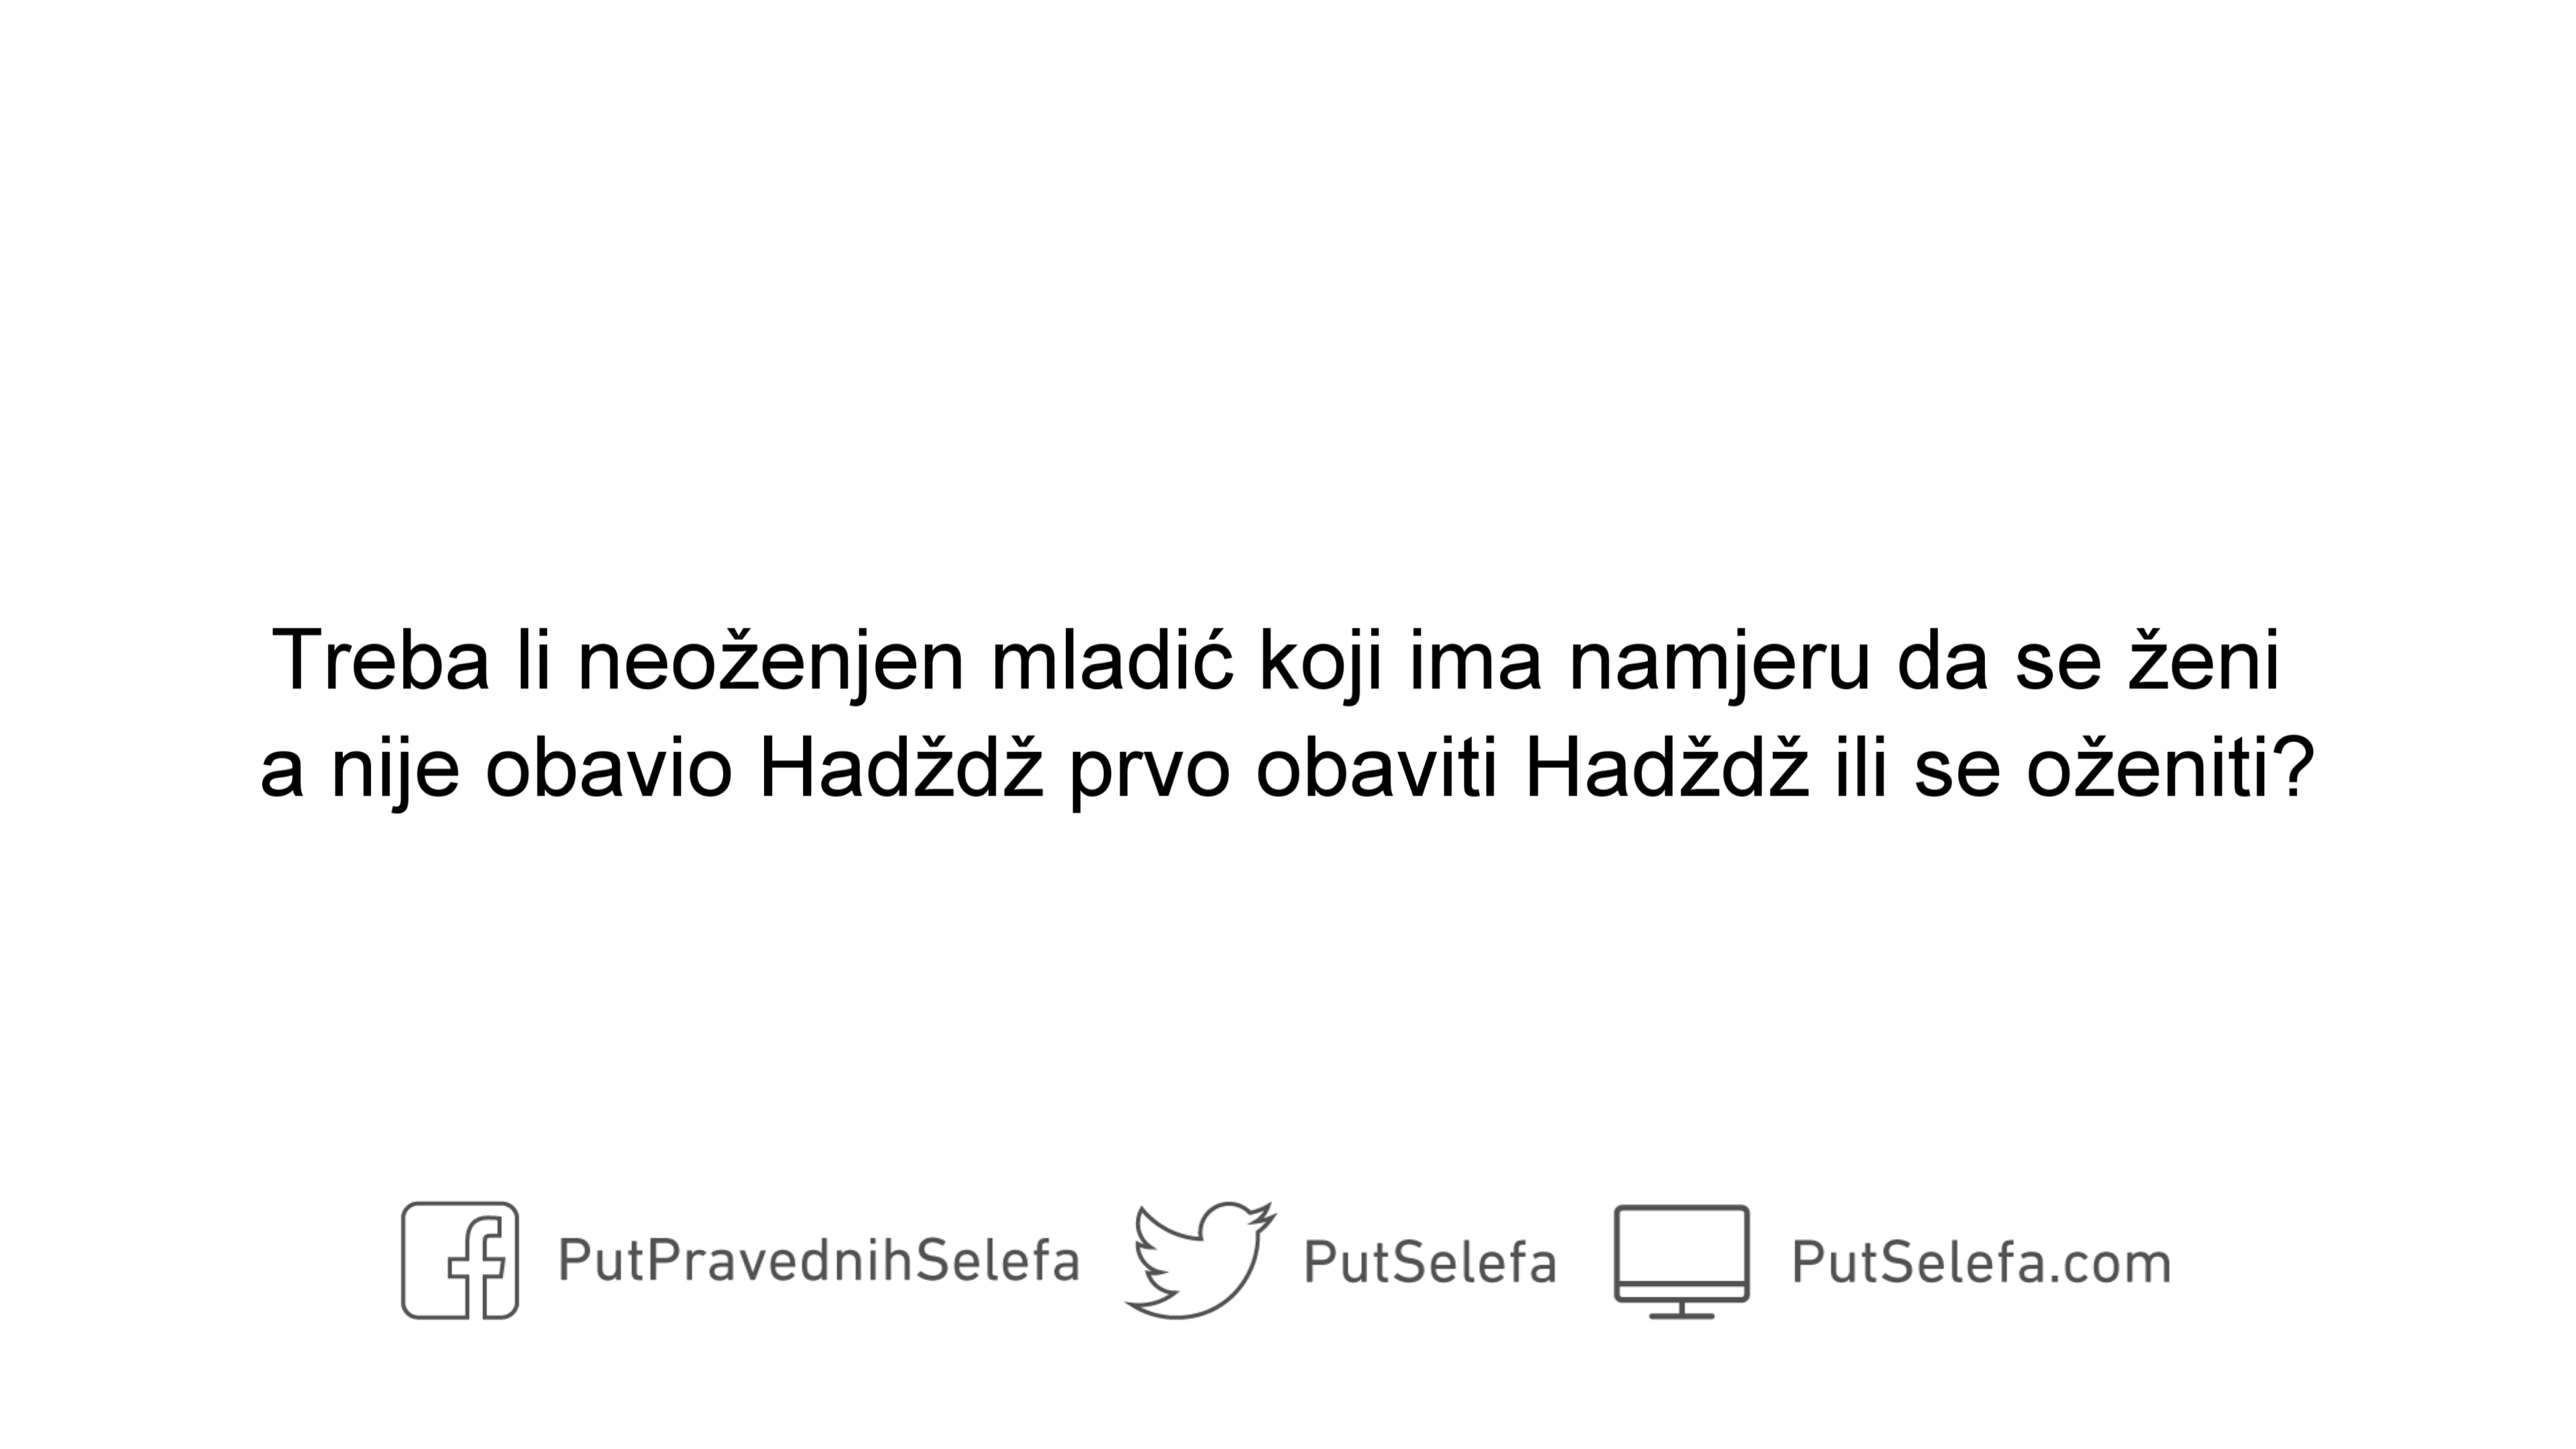 Treba li neoženjen mladić koji ima namjeru da se ženi
a nije obavio Hadždž prvo obaviti Hadždž ili se oženiti?
PutPravednihSelefa PutSelefa PutSelefa.com